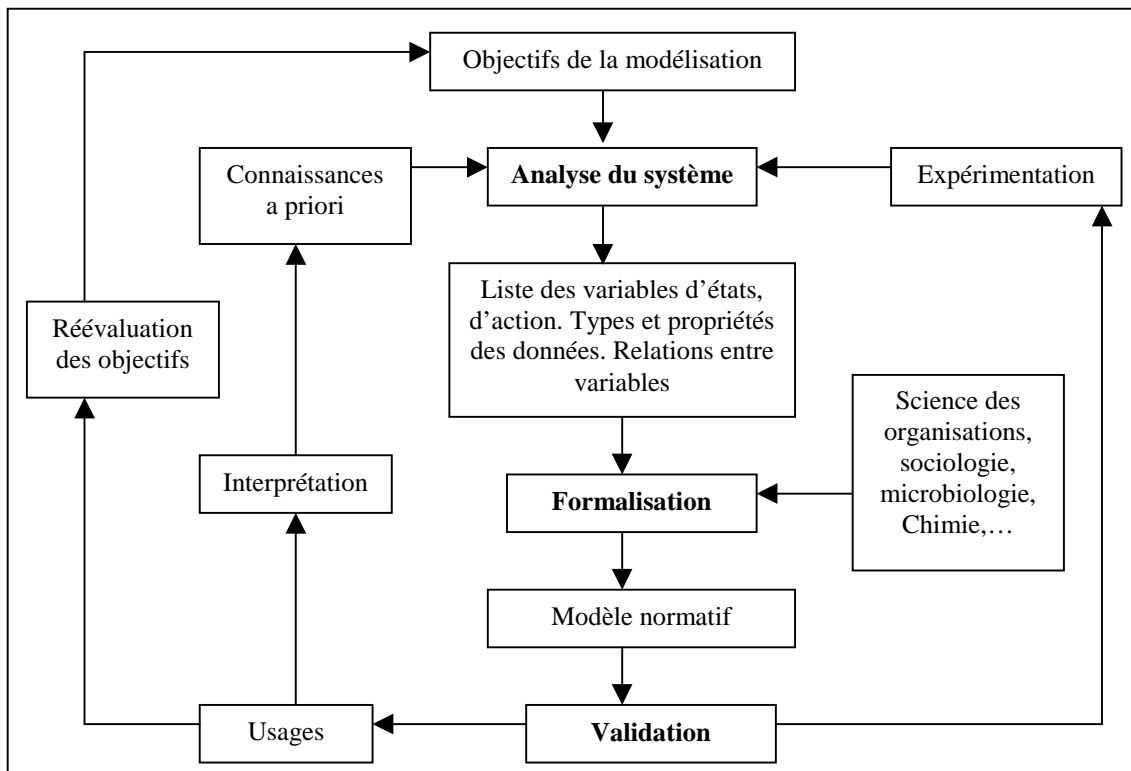 Objectifs de la modélisation
Connaissances
a priori
Analyse du système
Expérimentation
Liste des variables d’états,
d’action. Types et propriétés
des données. Relations entre
variables
Réévaluation
des objectifs
Science des
organisations,
sociologie,
microbiologie,
Chimie,…
Interprétation
Formalisation
Modèle normatif
Usages
Validation